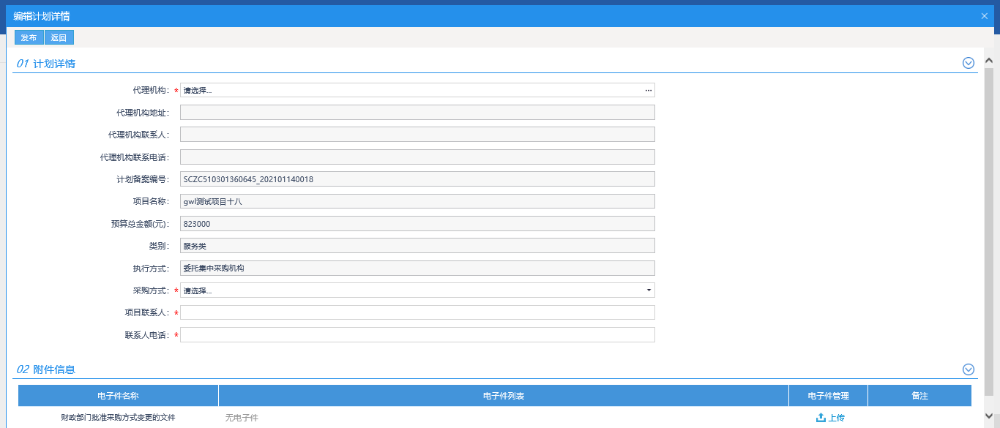 编辑计划详情
发布 返回
01 计划详情
代理机构: * 请选择... ...
代理机构地址:
代理机构联系人:
代理机构联系电话:
计划备案编号: SCZC510301360645_202101140018
项目名称: gwl测试项目十八
预算总金额(元): 823000
类别: 服务类
执行方式: 委托集中采购机构
采购方式: * 请选择...
项目联系人: *
联系人电话: *
02 附件信息
电子件名称 电子件列表 电子件管理 备注
财政部门批准采购方式变更的文件 无电子件 上传